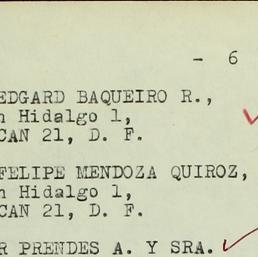 - 6
EDGARD BAQUEIRO R.,
n Hidalgo 1,
CAN 21, D. F.
FELIPE MENDOZA QUIROZ,
n Hidalgo 1,
CAN 21, D. F.
R PRENDES A. Y SRA.